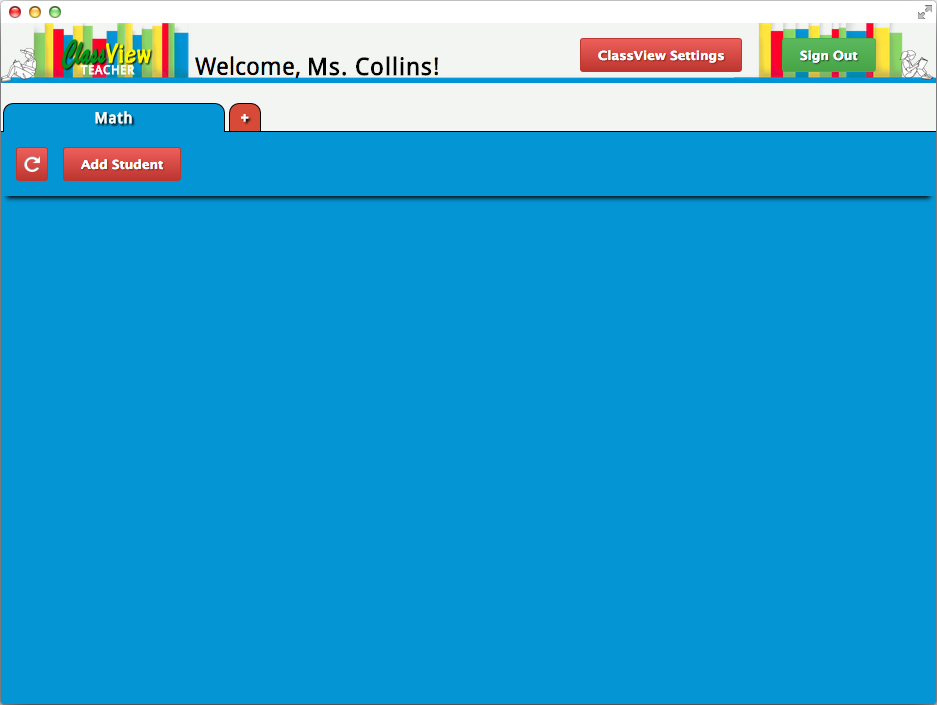 ClassView
TEACHER
Welcome, Ms. Collins!
ClassView Settings
Sign Out
Math
+
Add Student